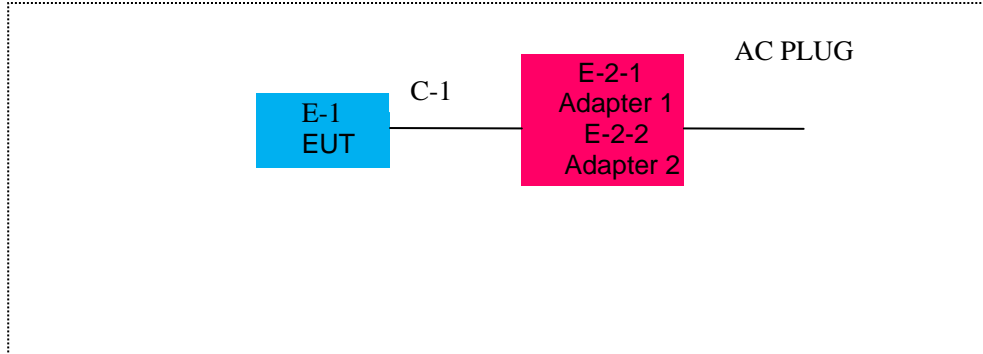 E-1
EUT
C-1
E-2-1
Adapter 1
E-2-2
Adapter 2
AC PLUG